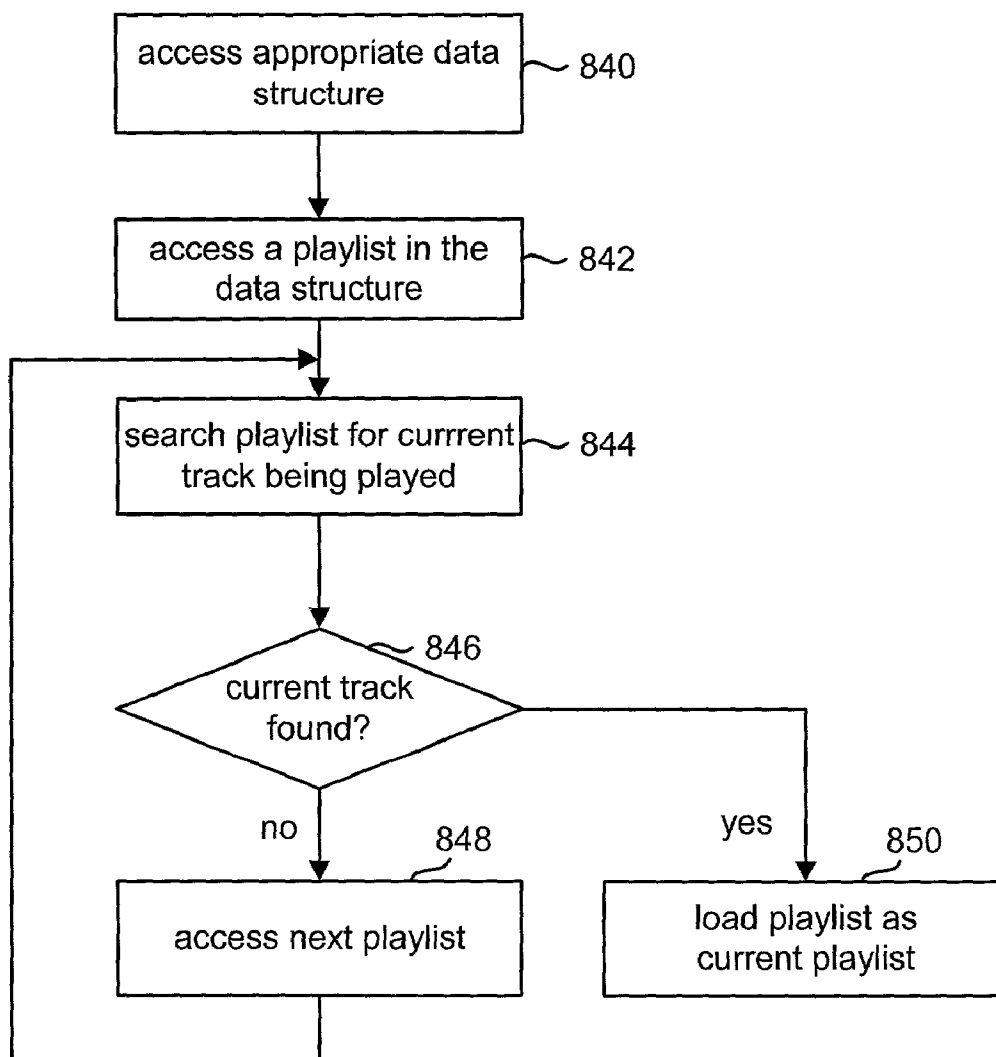 access appropriate data
structure
840
access a playlist in the
data structure
842
search playlist for currrent
track being played
844
846
current track
found?
no
yes
848
850
access next playlist
load playlist as
current playlist